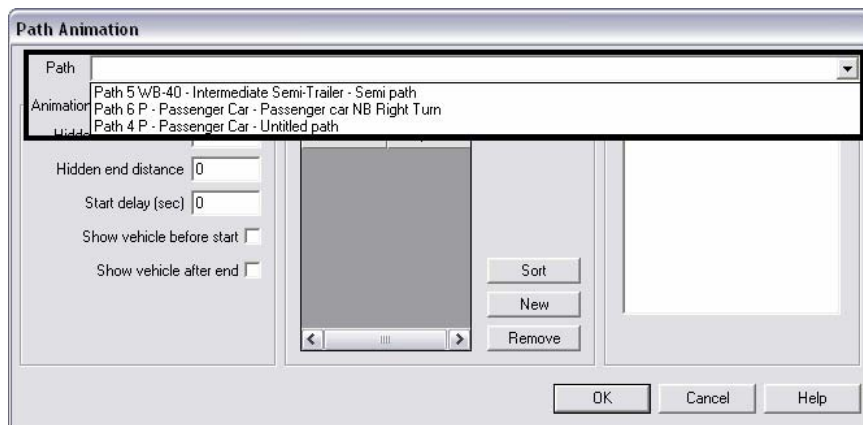 Path Animation
Path
Path 5 WB-40 - Intermediate Semi-Trailer - Semi path
Path 6 P - Passenger Car - Passenger car NB Right Turn
Path 4 P - Passenger Car - Untitled path
Animation
Hidden end distance 0
Start delay (sec) 0
Show vehicle before start
Show vehicle after end
Sort
New
Remove
OK
Cancel
Help